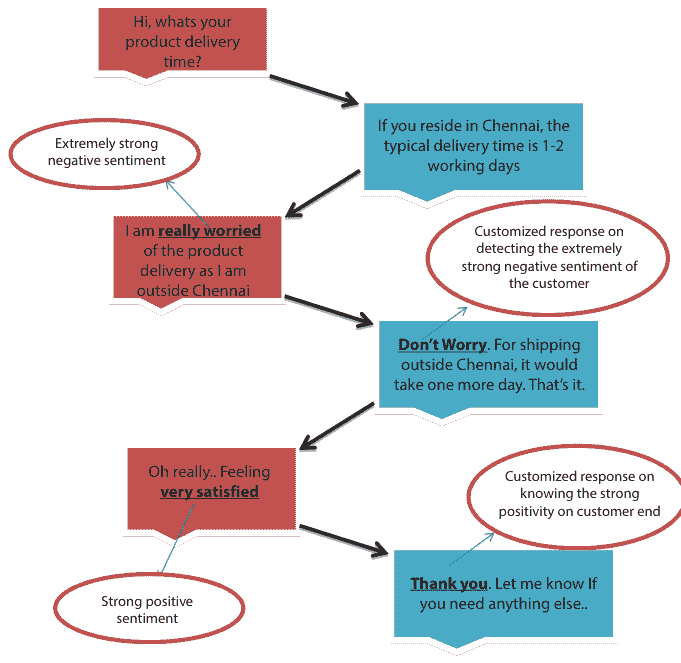 Hi, whats your
product delivery
time?
If you reside in Chennai, the
typical delivery time is 1-2
working days
Extremely strong
negative sentiment
I am really worried
of the product
delivery as I am
outside Chennai
Customized response on
detecting the extremely
strong negative sentiment of
the customer
Don't Worry. For shipping
outside Chennai, it would
take one more day. That's it.
Oh really.. Feeling
very satisfied
Customized response on
knowing the strong
positivity on customer end
Thank you. Let me know If
you need anything else..
Strong positive
sentiment